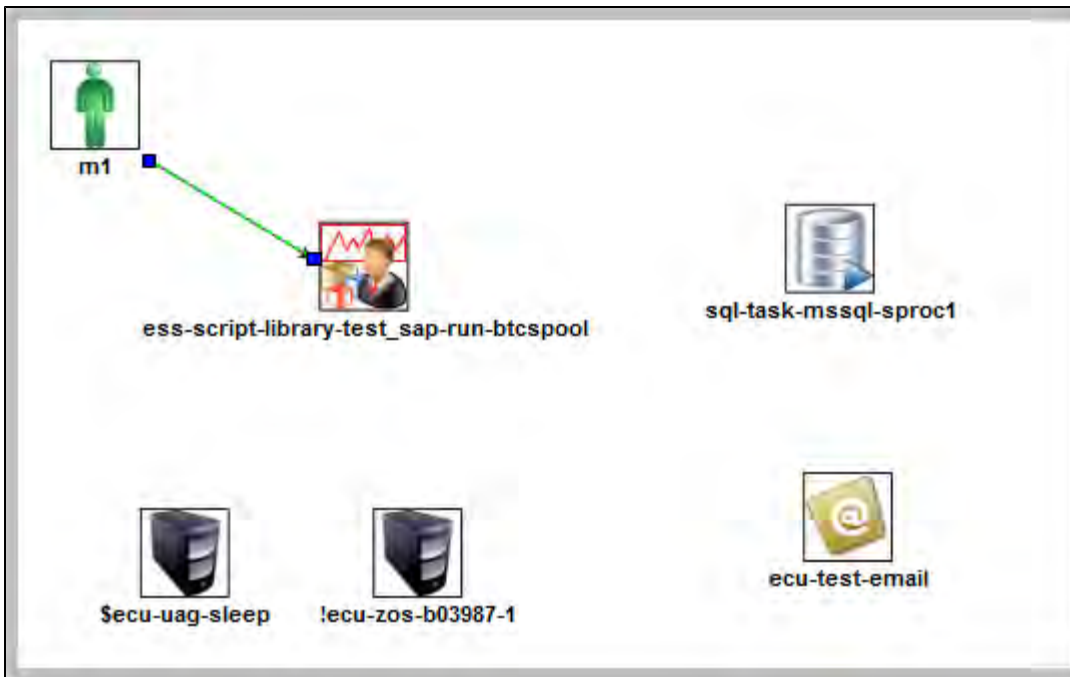 m1
ess-script-library-test_sap-run-btcspool
sql-task-mssql-sproc1
@
ecu-test-email
$ecu-uag-sleep
!ecu-zos-b03987-1